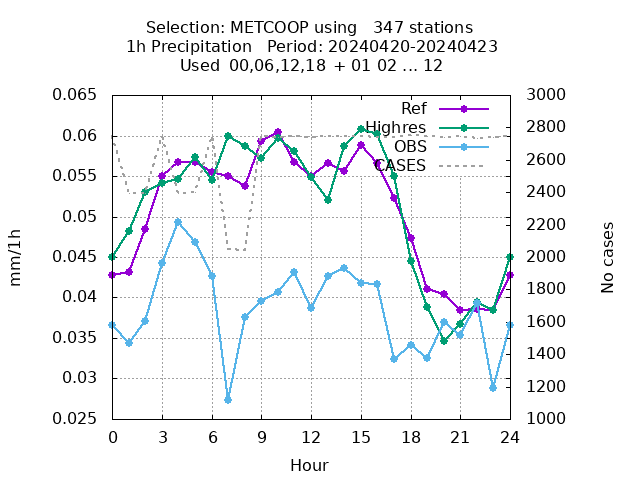 Selection: METCOOP using   347 stations
1h Precipitation   Period: 20240420-20240423
Used  00,06,12,18 + 01 02 ... 12
0.065
0.06
0.055
0.05
0.045
0.04
0.035
0.03
0.025
3000
2800
2600
2400
2200
2000
1800
1600
1400
1200
1000
Ref
Highres
OBS
CASES
mm/1h
No cases
0 3 6 9 12 15 18 21 24
Hour